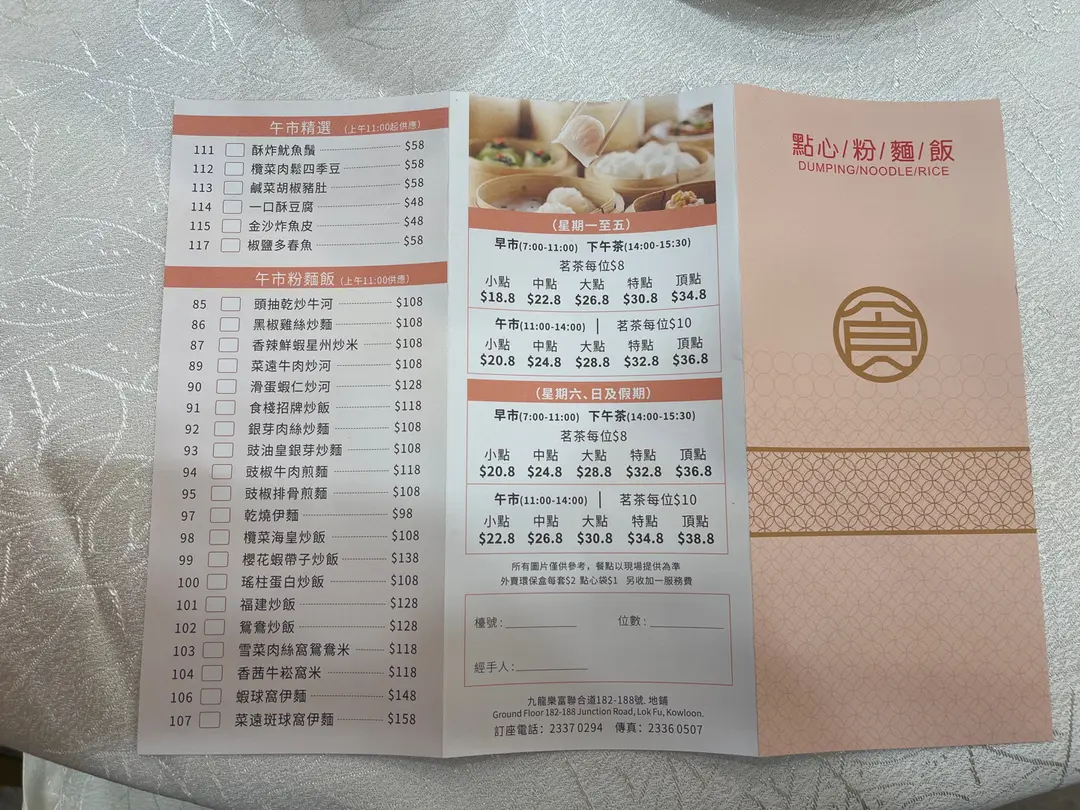 午市精選 (上午11:00起供應)
111 酥炸魷魚鬚 $58
112 欖菜肉鬆四季豆 $58
113 鹹菜胡椒豬肚 $58
114 一口酥豆腐 $48
115 金沙炸魚皮 $48
117 椒鹽多春魚 $58
午市粉麵飯 (上午11:00供應)
85 頭抽乾炒牛河 $108
86 黑椒雞絲炒麵 $108
87 香辣鮮蝦星州炒米 $108
89 菜遠牛肉炒河 $108
90 滑蛋蝦仁炒河 $128
91 食棧招牌炒飯 $118
92 銀芽肉絲炒麵 $108
93 豉油皇銀芽炒麵 $108
94 豉椒牛肉煎麵 $118
95 豉椒排骨煎麵 $108
97 乾燒伊麵 $98
98 欖菜海皇炒飯 $108
99 櫻花蝦帶子炒飯 $138
100 瑤柱蛋白炒飯 $108
101 福建炒飯 $128
102 鴛鴦炒飯 $128
103 雪菜肉絲窩鴛鴦米 $118
104 香茜牛崧窩米 $118
106 蝦球窩伊麵 $148
107 菜遠斑球窩伊麵 $158
(星期一至五)
早市(7:00-11:00) 下午茶(14:00-15:30)
茗茶每位$8
小點 中點 大點 特點 頂點
$18.8 $22.8 $26.8 $30.8 $34.8
午市(11:00-14:00) | 茗茶每位$10
小點 中點 大點 特點 頂點
$20.8 $24.8 $28.8 $32.8 $36.8
(星期六、日及假期)
早市(7:00-11:00) 下午茶(14:00-15:30)
茗茶每位$8
小點 中點 大點 特點 頂點
$20.8 $24.8 $28.8 $32.8 $36.8
午市(11:00-14:00) | 茗茶每位$10
小點 中點 大點 特點 頂點
$22.8 $26.8 $30.8 $34.8 $38.8
所有圖片僅供參考，餐點以現場提供為準
外賣環保盒每套$2 點心袋$1 另收加一服務費
檯號：
位數：
經手人：
九龍樂富聯合道182-188號. 地鋪
Ground Floor 182-188 Junction Road, Lok Fu, Kowloon.
訂座電話：2337 0294 傳真：2336 0507
點心/粉/麵/飯
DUMPING/NOODLE/RICE
食